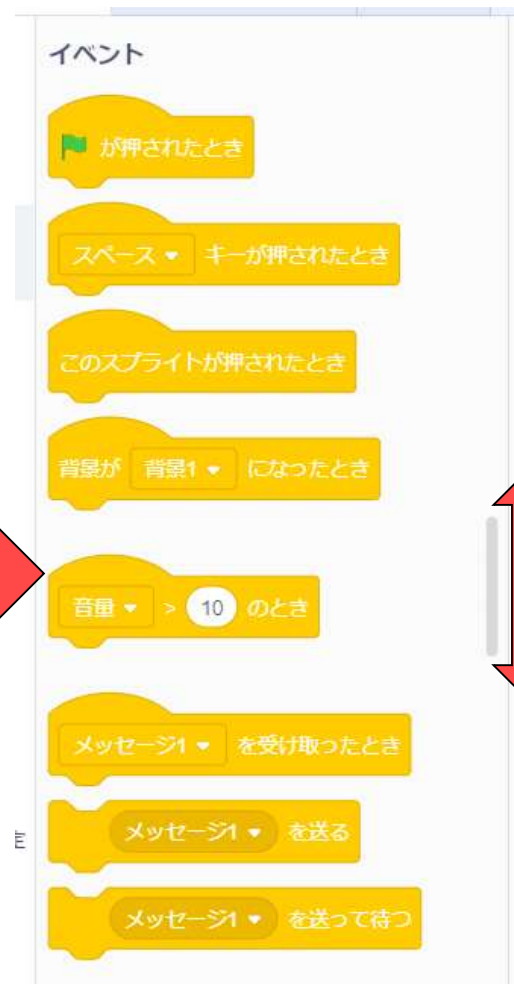 イベント
が押されたとき
スペース キーが押されたとき
このスプライトが押されたとき
背景が 背景1 になったとき
音量 > 10 のとき
メッセージ1 を受け取ったとき
メッセージ1 を送る
メッセージ1 を送って待つ